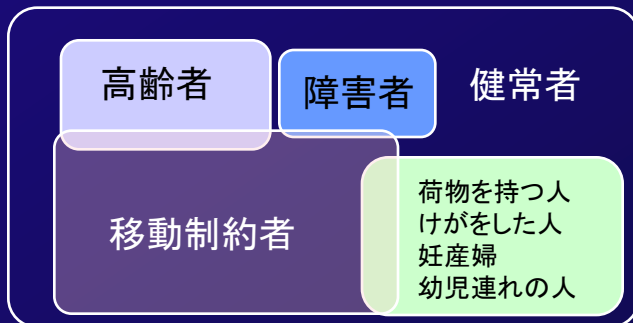 高齢者
障害者
健常者
移動制約者
荷物を持つ人
けがをした人
妊産婦
幼児連れの人